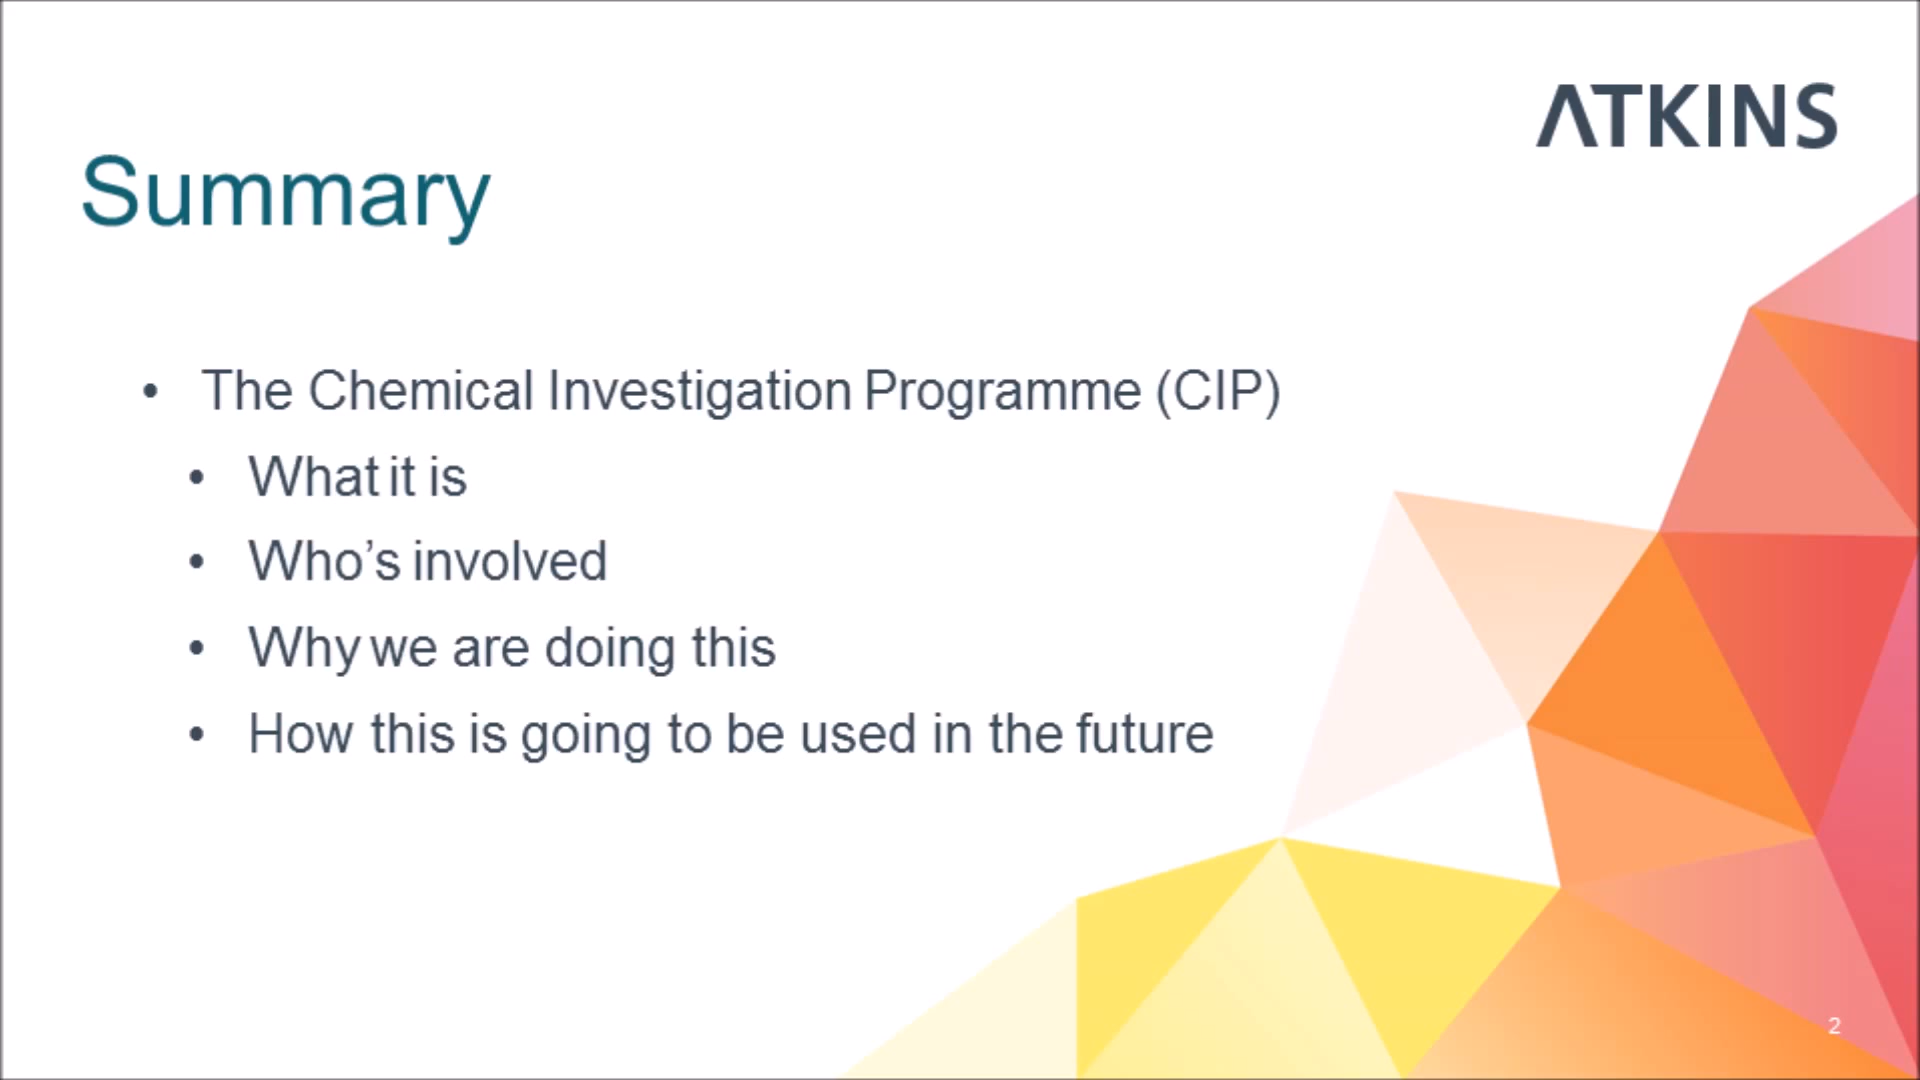 ATKINS
Summary
• The Chemical Investigation Programme (CIP)
• What it is
• Who’s involved
• Why we are doing this
• How this is going to be used in the future
2